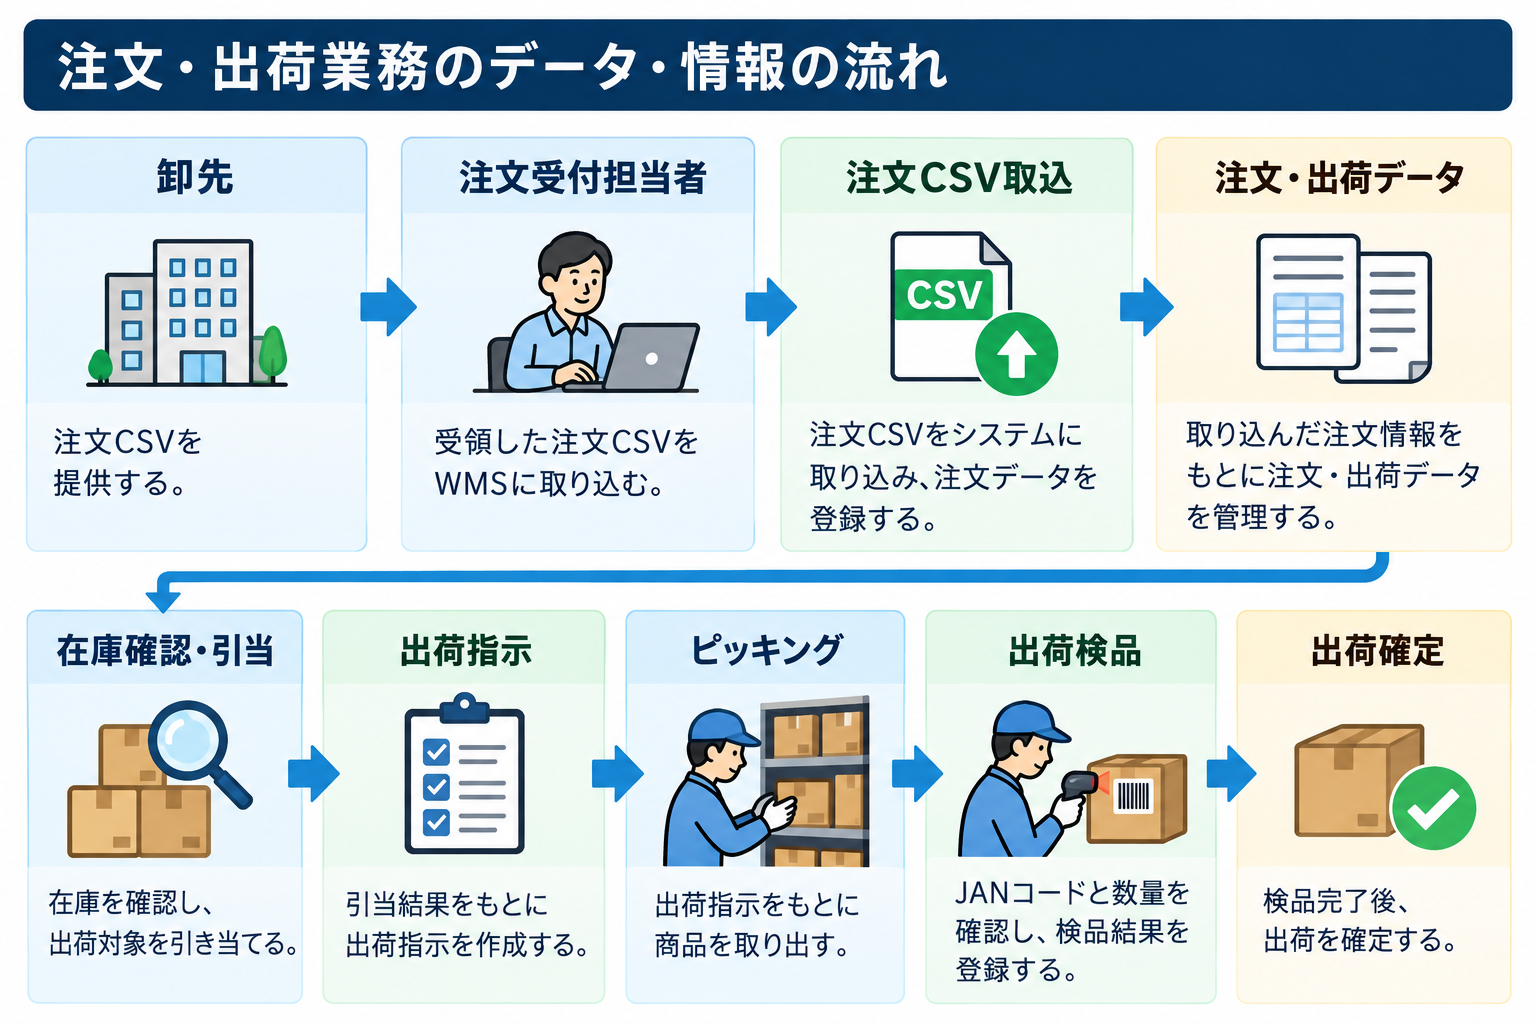 注文・出荷業務のデータ・情報の流れ
卸先
注文CSVを
提供する。
注文受付担当者
受領した注文CSVを
WMSに取り込む。
注文CSV取込
CSV
注文CSVをシステムに
取り込み、注文データを
登録する。
注文・出荷データ
取り込んだ注文情報を
もとに注文・出荷データ
を管理する。
在庫確認・引当
在庫を確認し、
出荷対象を引き当てる。
出荷指示
引当結果をもとに
出荷指示を作成する。
ピッキング
出荷指示をもとに
商品を取り出す。
出荷検品
JANコードと数量を
確認し、検品結果を
登録する。
出荷確定
検品完了後、
出荷を確定する。